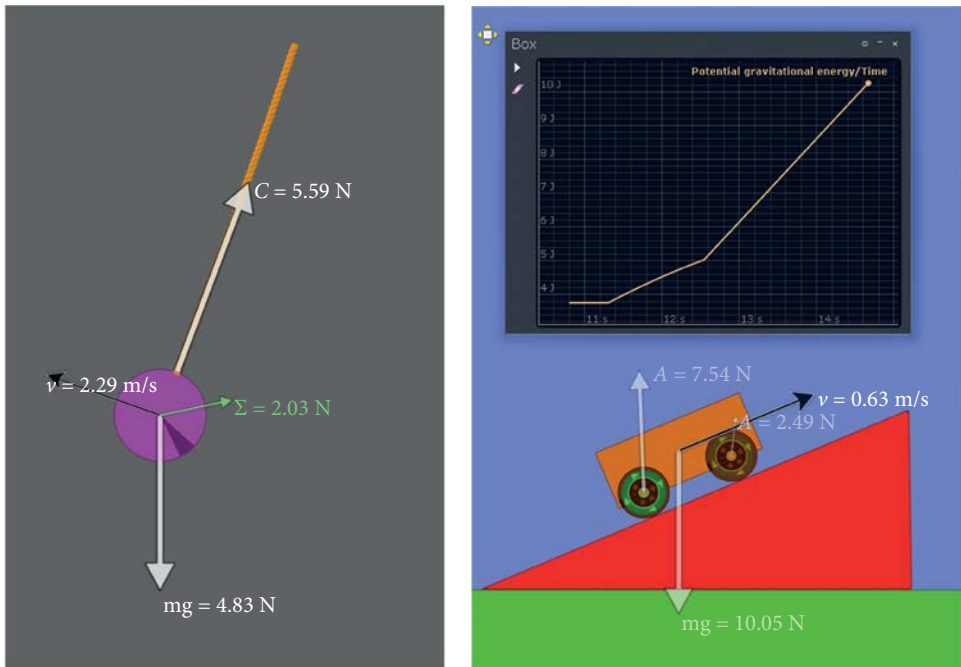 C = 5.59 N
v = 2.29 m/s
Σ = 2.03 N
mg = 4.83 N
Box
Potential gravitational energy/Time
10 J
9 J
8 J
7 J
6 J
5 J
4 J
11 s 12 s 13 s 14 s
A = 7.54 N
v = 0.63 m/s
A = 2.49 N
mg = 10.05 N